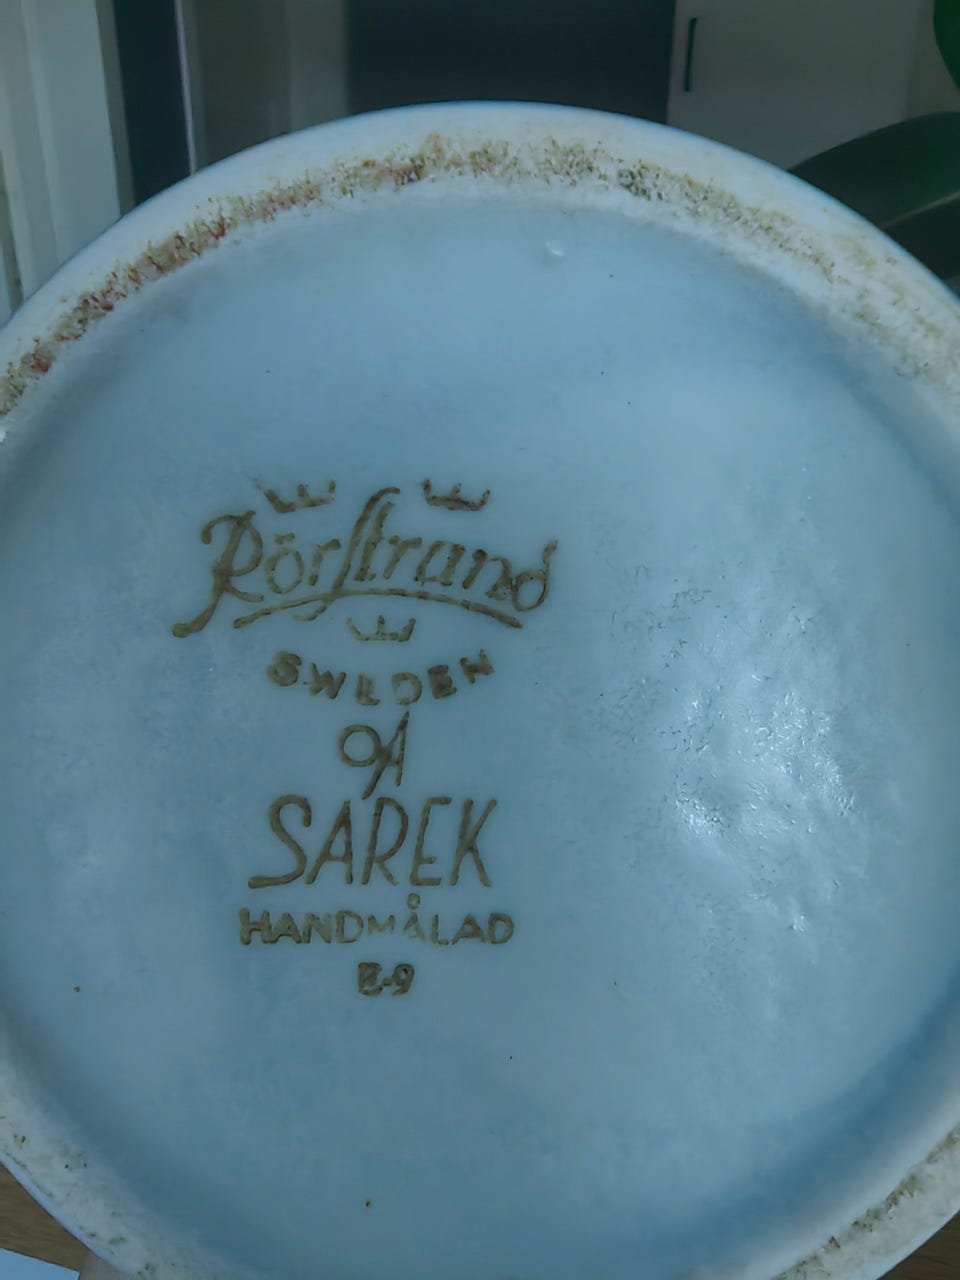 Rörstrand
SWEDEN
OA
SAREK
HANDMÅLAD
B-9